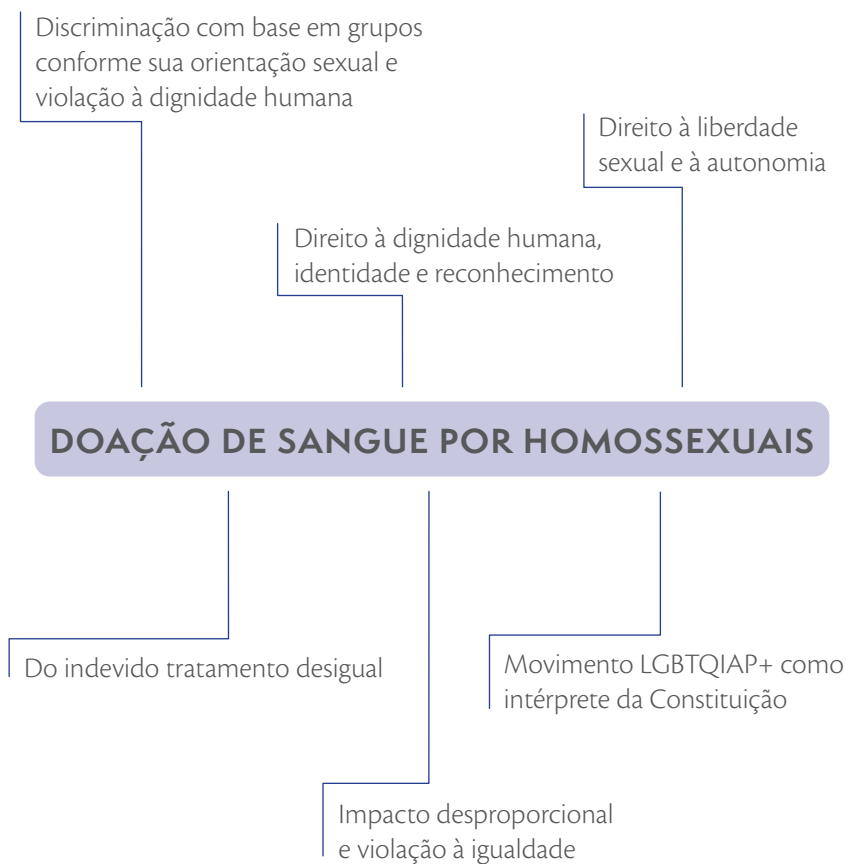 Discriminação com base em grupos
conforme sua orientação sexual e
violação à dignidade humana
Direito à liberdade
sexual e à autonomia
Direito à dignidade humana,
identidade e reconhecimento
DOAÇÃO DE SANGUE POR HOMOSSEXUAIS
Do indevido tratamento desigual
Movimento LGBTQIAP+ como
intérprete da Constituição
Impacto desproporcional
e violação à igualdade